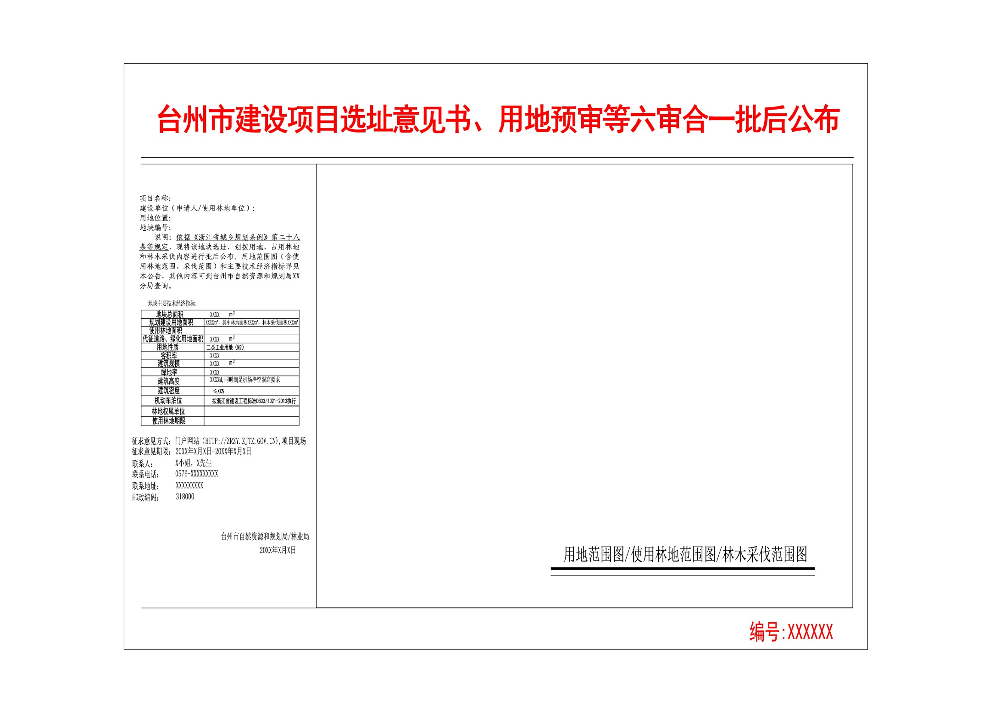 台州市建设项目选址意见书、用地预审等六审合一批后公布
项目名称:
建设单位(申请人/使用林地单位):
用地位置:
地块编号:
说明: 依据《浙江省城乡规划条例》第二十八
条等规定, 现将该地块选址、划拨用地、占用林地
和林木采伐内容进行批后公布。用地范围图(含使
用林地范围、采伐范围)和主要技术经济指标详见
本公告, 其他内容可到台州市自然资源和规划局XX
分局查询。
地块主要技术经济指标:
地块总面积 XXXX m²
规划建设用地面积 XXXX㎡, 其中林地面积XXX㎡, 林木采伐面积XXX㎡
使用林地面积
代征道路、绿化用地面积 XXXX m²
用地性质 二类工业用地(M2)
容积率 XXXX
建筑规模 XXXX m²
绿地率 XXXX
建筑高度 XXXXM,同时满足机场净空限高要求
建筑密度 ≤XX%
机动车泊位 按浙江省建设工程标准DB33/1021-2013执行
林地权属单位
使用林地期限
征求意见方式: 门户网站(HTTP://ZRZY.ZJTZ.GOV.CN),项目现场
征求意见期限: 20XX年X月X日-20XX年X月X日
联系人: X小姐, X先生
联系电话: 0576-XXXXXXXXX
联系地址: XXXXXXXXX
邮政编码: 318000
台州市自然资源和规划局/林业局
20XX年X月X日
用地范围图/使用林地范围图/林木采伐范围图
编号:XXXXXX